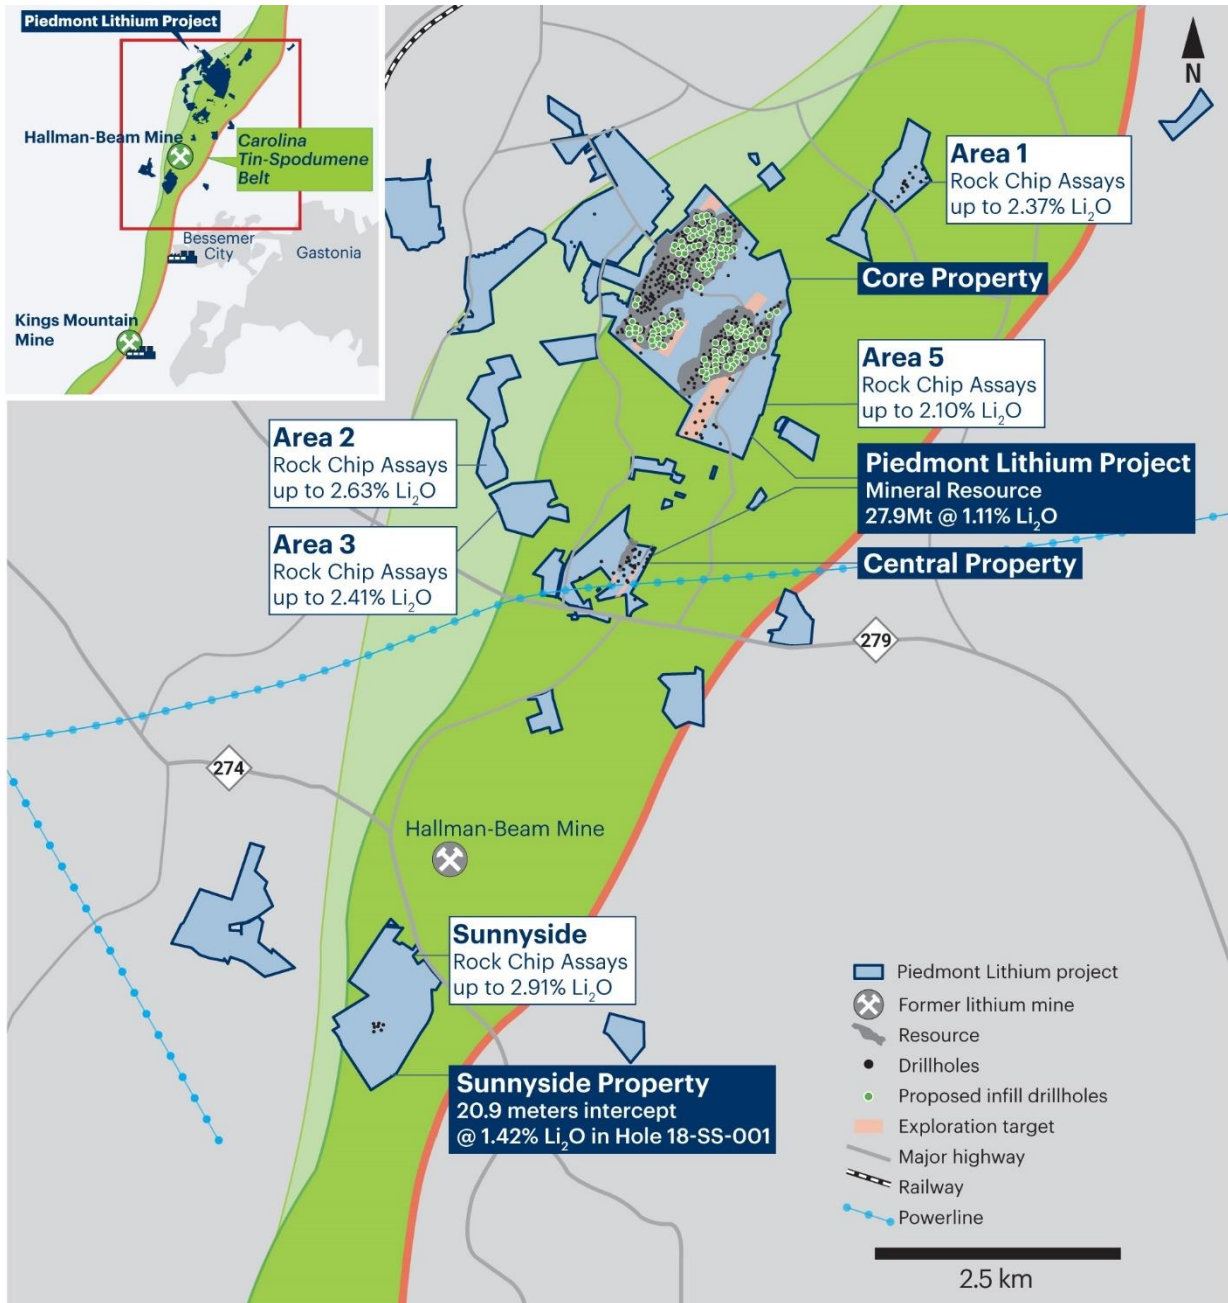 Piedmont Lithium Project
Hallman-Beam Mine
Carolina
Tin-Spodumene
Belt
Bessemer
City
Gastonia
Kings Mountain
Mine
N
Area 1
Rock Chip Assays
up to 2.37% Li₂O
Core Property
Area 5
Rock Chip Assays
up to 2.10% Li₂O
Area 2
Rock Chip Assays
up to 2.63% Li₂O
Piedmont Lithium Project
Mineral Resource
27.9Mt @ 1.11% Li₂O
Area 3
Rock Chip Assays
up to 2.41% Li₂O
Central Property
279
274
Hallman-Beam Mine
Sunnyside
Rock Chip Assays
up to 2.91% Li₂O
Sunnyside Property
20.9 meters intercept
@ 1.42% Li₂O in Hole 18-SS-001
Piedmont Lithium project
Former lithium mine
Resource
Drillholes
Proposed infill drillholes
Exploration target
Major highway
Railway
Powerline
2.5 km